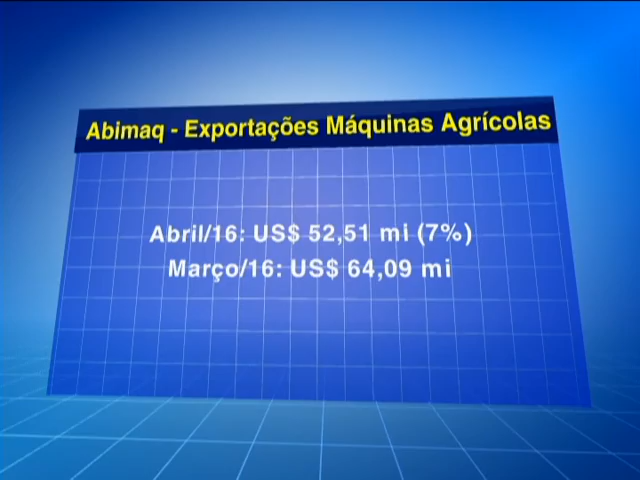 Abimaq - Exportações Máquinas Agrícolas
Abril/16: US$ 52,51 mi (7%)
Março/16: US$ 64,09 mi